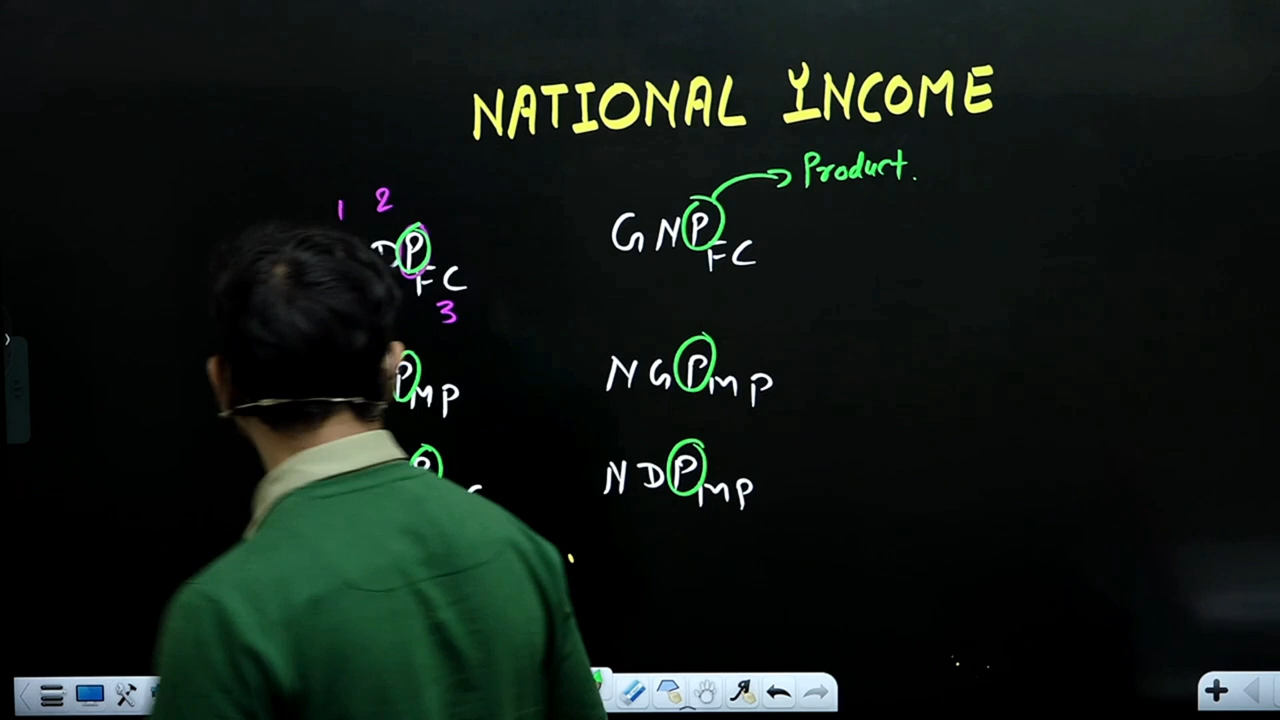 NATIONAL INCOME
Product.
1 2
DP FC
3
GNP FC
P MP
NGP MP
NDP MP